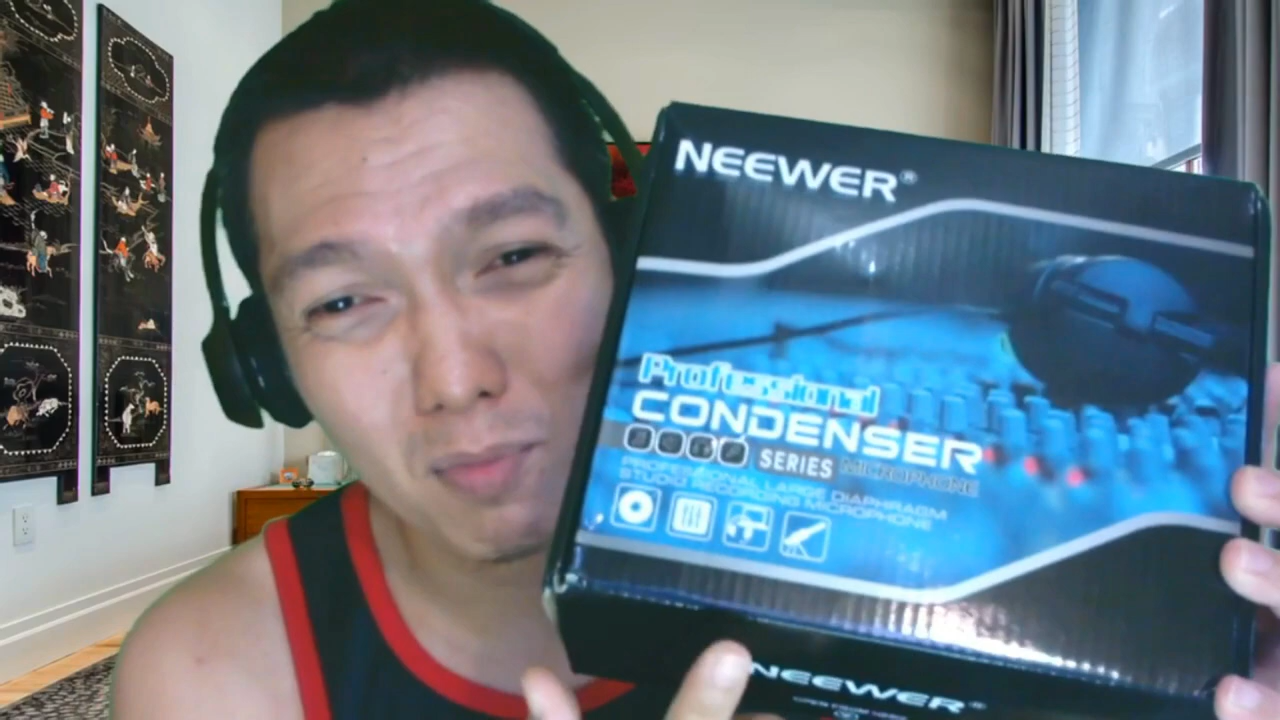 NEEWER®
Professional
CONDENSER
SERIES MICROPHONE
PROFESSIONAL LARGE DIAPHRAGM
STUDIO RECORDING MICROPHONE
NEEWER®